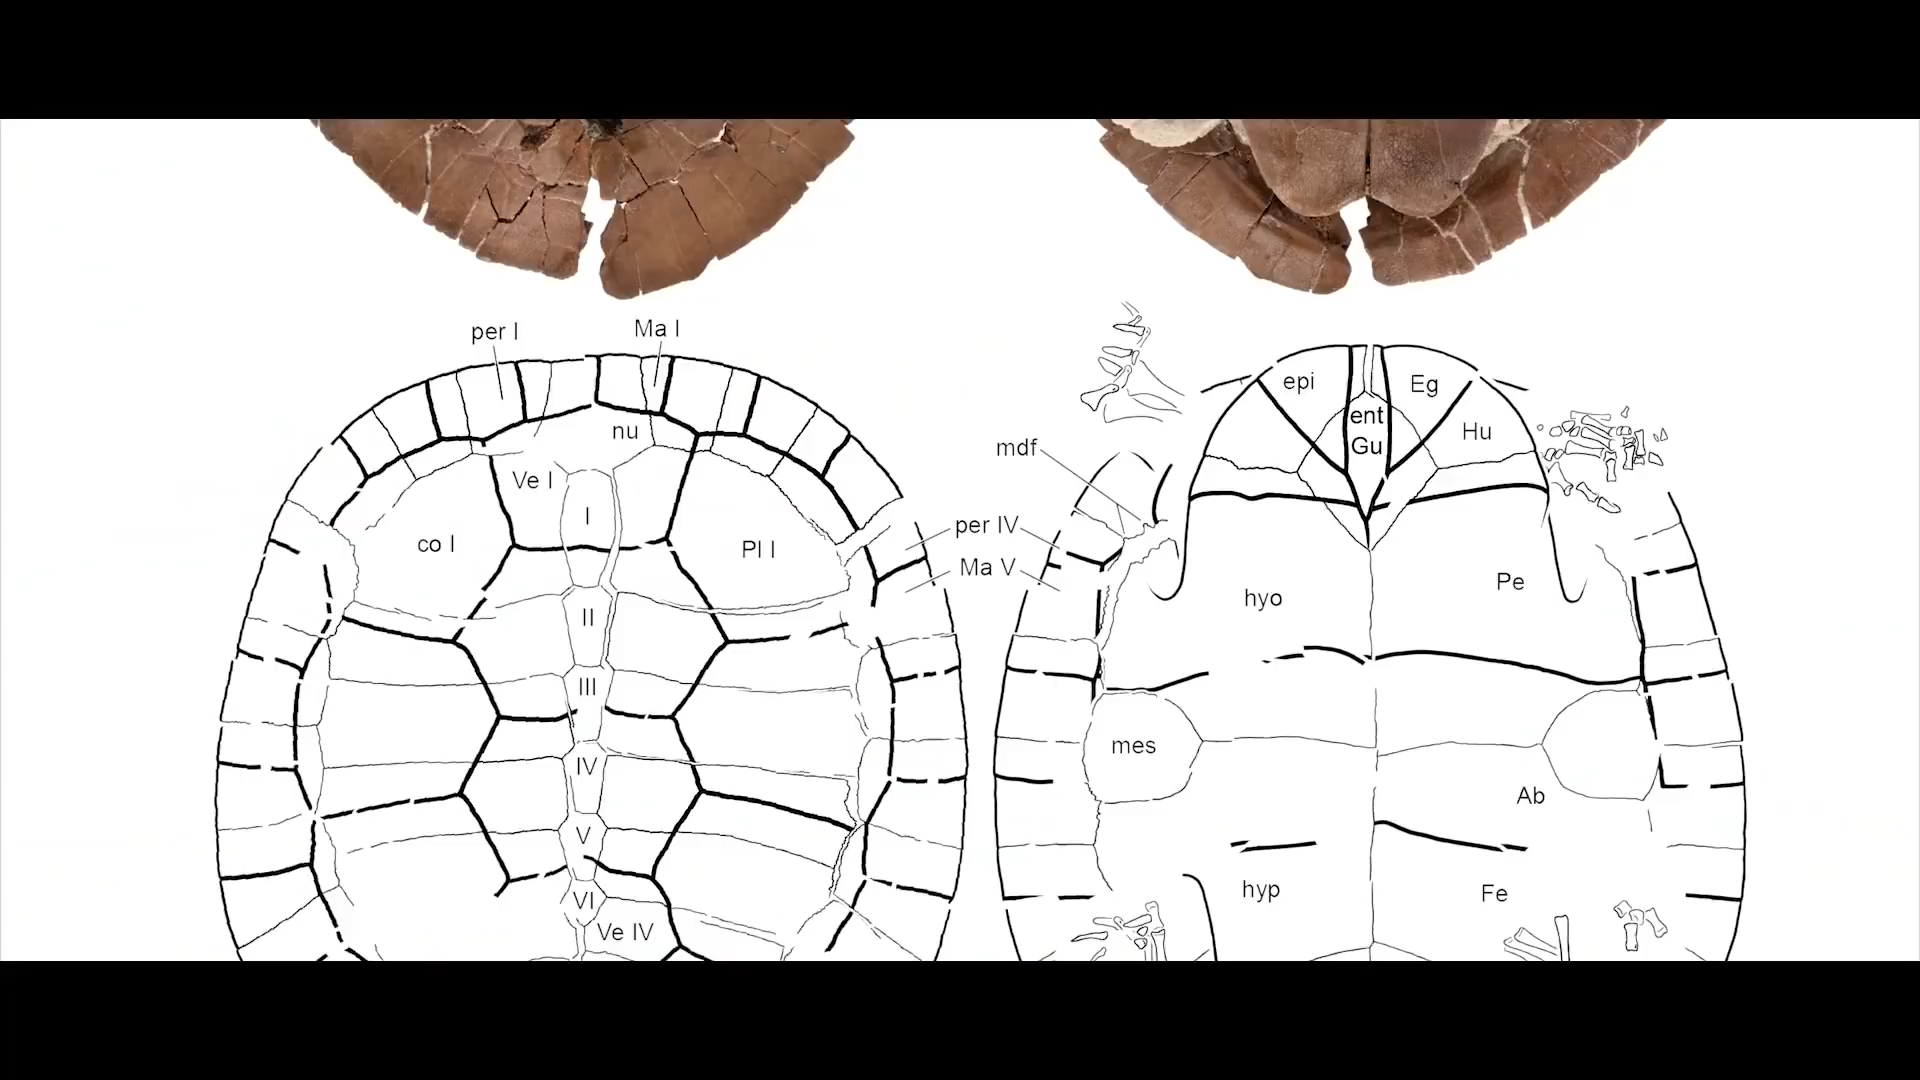 per I
Ma I
nu
Ve I
I
co I
Pl I
II
III
IV
V
VI
Ve IV
mdf
per IV
Ma V
epi
Eg
ent
Gu
Hu
hyo
Pe
mes
Ab
hyp
Fe